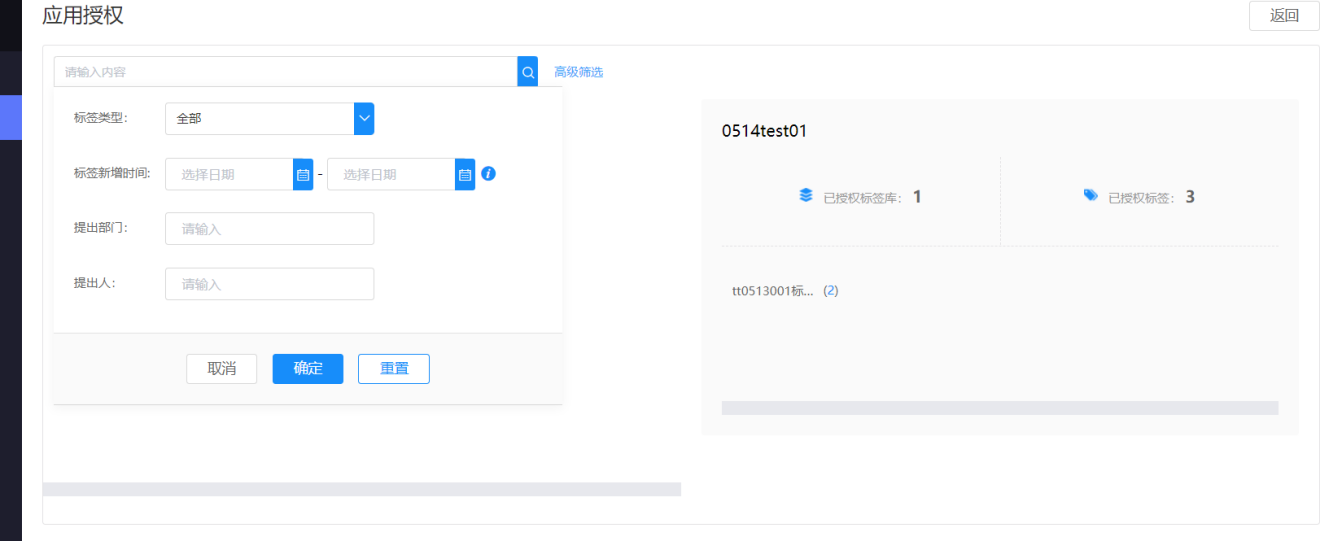 应用授权
返回
请输入内容
高级筛选
标签类型：
全部
标签新增时间:
选择日期
-
选择日期
提出部门：
请输入
提出人：
请输入
取消
确定
重置
0514test01
已授权标签库： 1
已授权标签： 3
tt0513001标... (2)